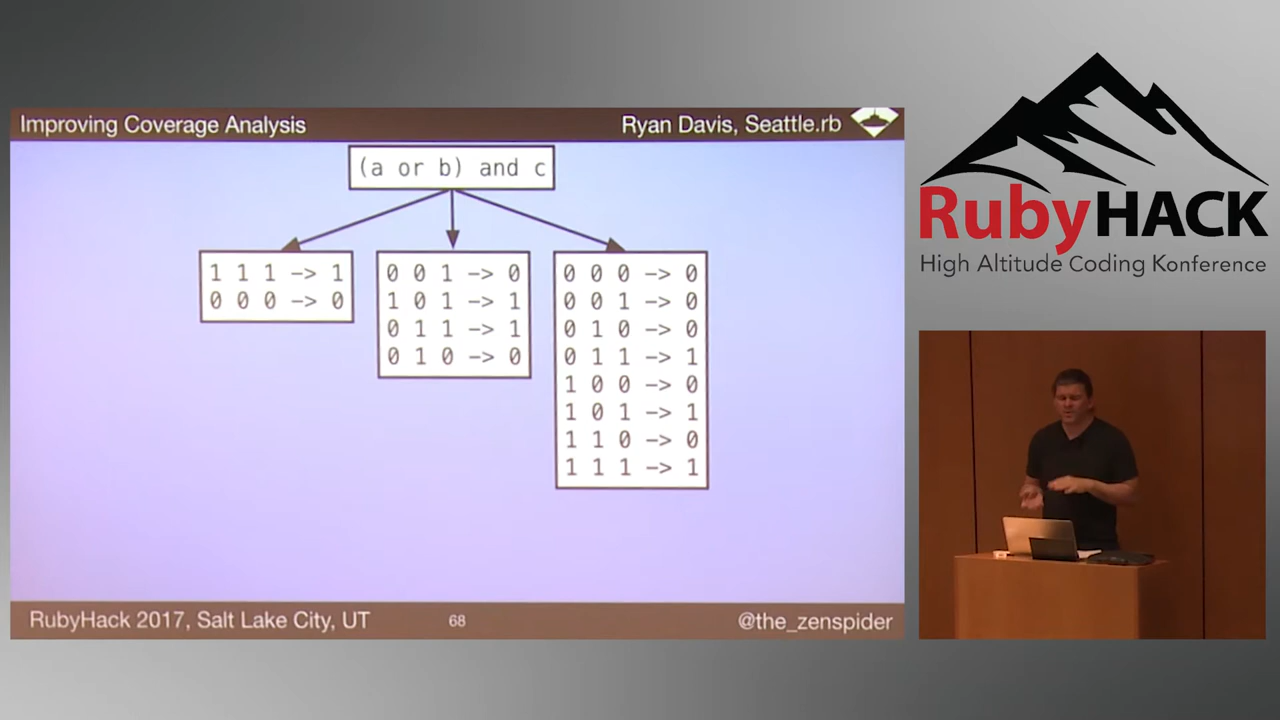 Improving Coverage Analysis
Ryan Davis, Seattle.rb
(a or b) and c
1 1 1 -> 1
0 0 0 -> 0
0 0 1 -> 0
1 0 1 -> 1
0 1 1 -> 1
0 1 0 -> 0
0 0 0 -> 0
0 0 1 -> 0
0 1 0 -> 0
0 1 1 -> 1
1 0 0 -> 0
1 0 1 -> 1
1 1 0 -> 0
1 1 1 -> 1
RubyHack 2017, Salt Lake City, UT
68
@the_zenspider
RubyHACK
High Altitude Coding Konference